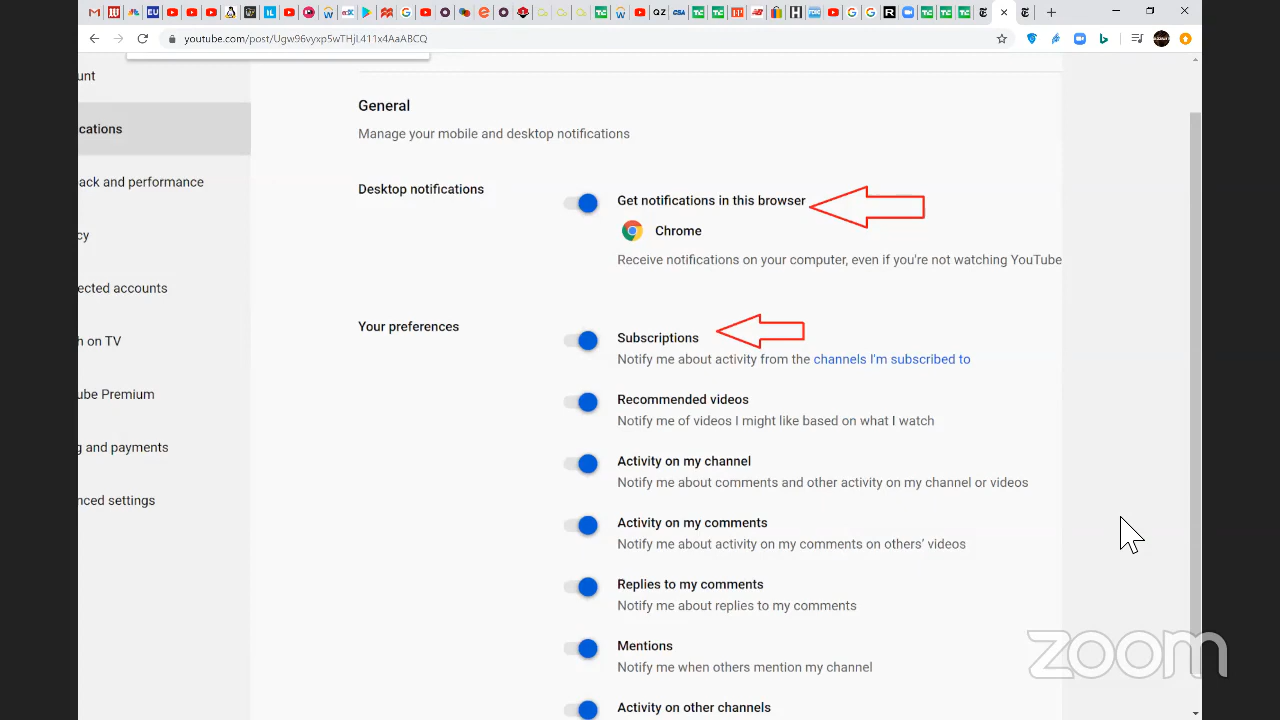 youtube.com/post/Ugw96vyxp5wTHjL411x4AaABCQ
unt
cations
ack and performance
cy
ected accounts
n on TV
ube Premium
g and payments
nced settings
General
Manage your mobile and desktop notifications
Desktop notifications
Get notifications in this browser
Chrome
Receive notifications on your computer, even if you're not watching YouTube
Your preferences
Subscriptions
Notify me about activity from the channels I'm subscribed to
Recommended videos
Notify me of videos I might like based on what I watch
Activity on my channel
Notify me about comments and other activity on my channel or videos
Activity on my comments
Notify me about activity on my comments on others' videos
Replies to my comments
Notify me about replies to my comments
Mentions
Notify me when others mention my channel
Activity on other channels
zoom